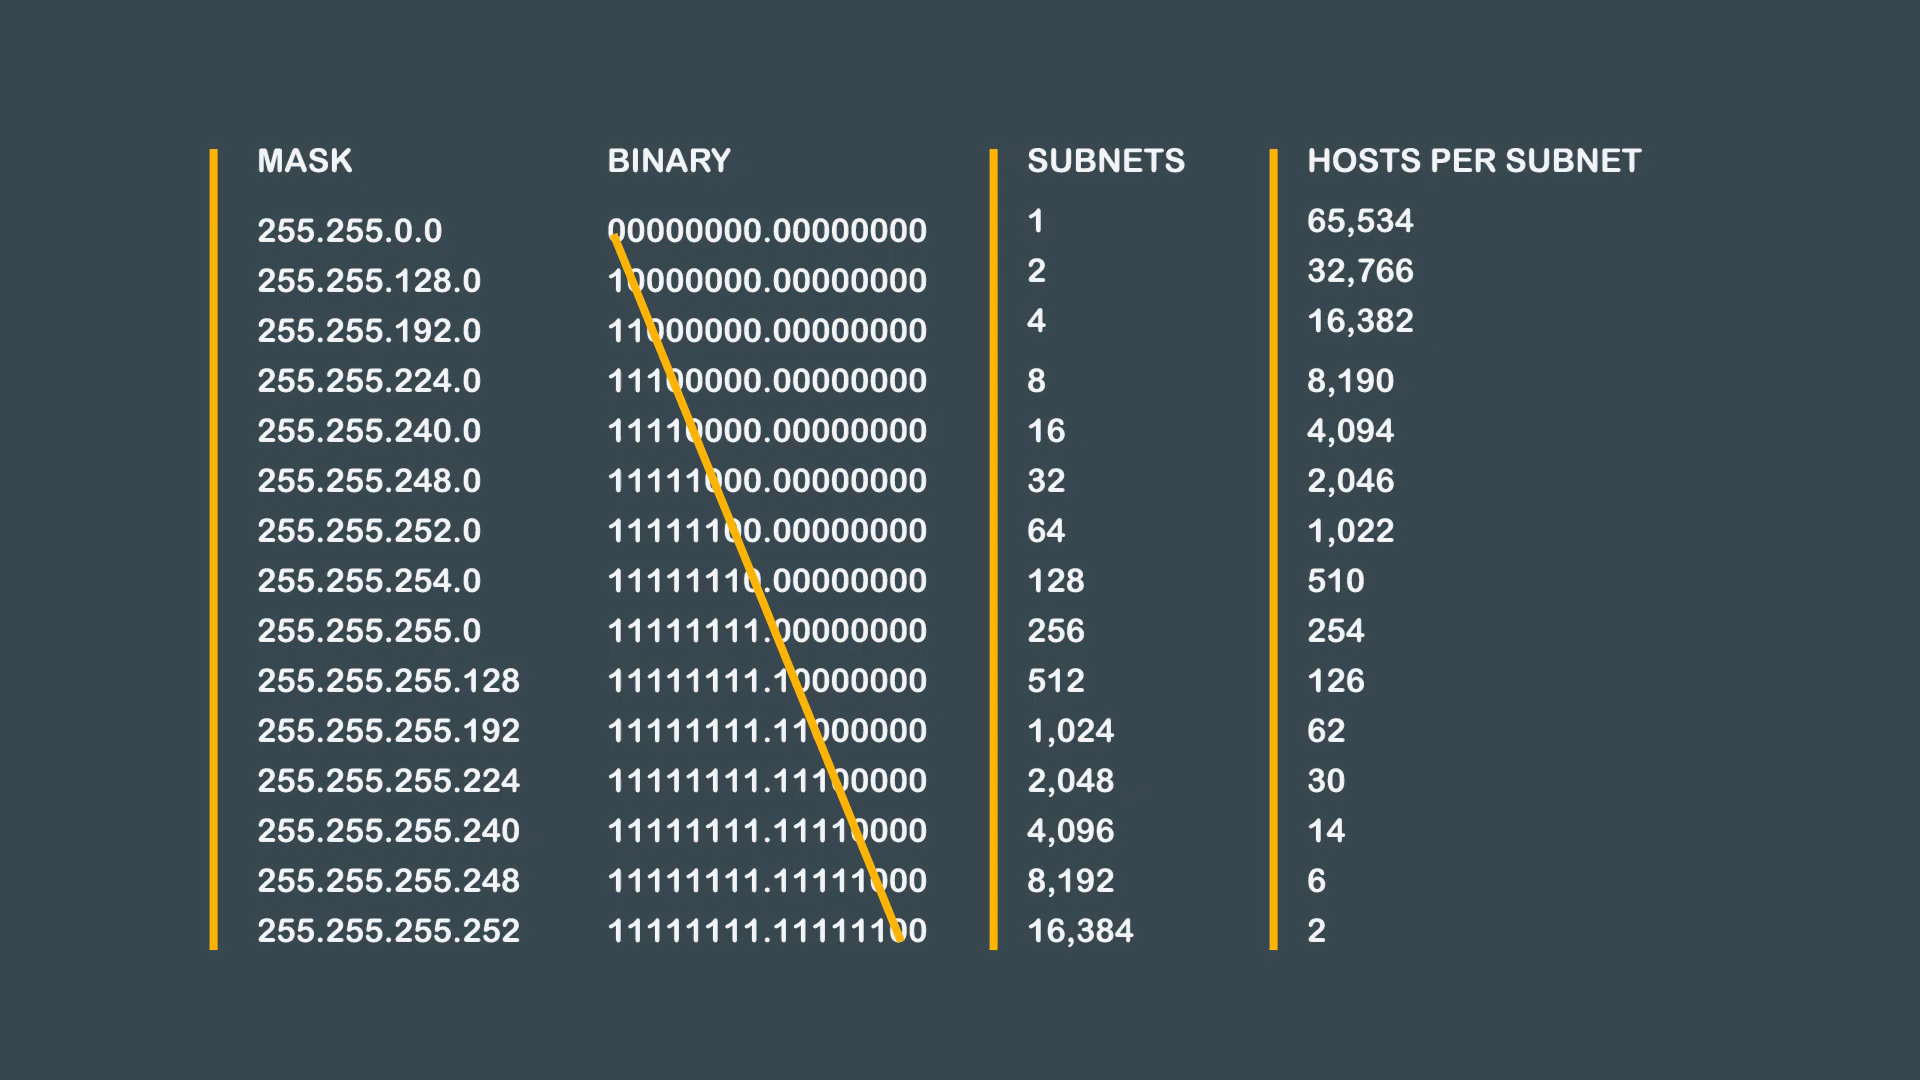 MASK BINARY SUBNETS HOSTS PER SUBNET
255.255.0.0 00000000.00000000 1 65,534
255.255.128.0 10000000.00000000 2 32,766
255.255.192.0 11000000.00000000 4 16,382
255.255.224.0 11100000.00000000 8 8,190
255.255.240.0 11110000.00000000 16 4,094
255.255.248.0 11111000.00000000 32 2,046
255.255.252.0 11111100.00000000 64 1,022
255.255.254.0 11111110.00000000 128 510
255.255.255.0 11111111.00000000 256 254
255.255.255.128 11111111.10000000 512 126
255.255.255.192 11111111.11000000 1,024 62
255.255.255.224 11111111.11100000 2,048 30
255.255.255.240 11111111.11110000 4,096 14
255.255.255.248 11111111.11111000 8,192 6
255.255.255.252 11111111.11111100 16,384 2